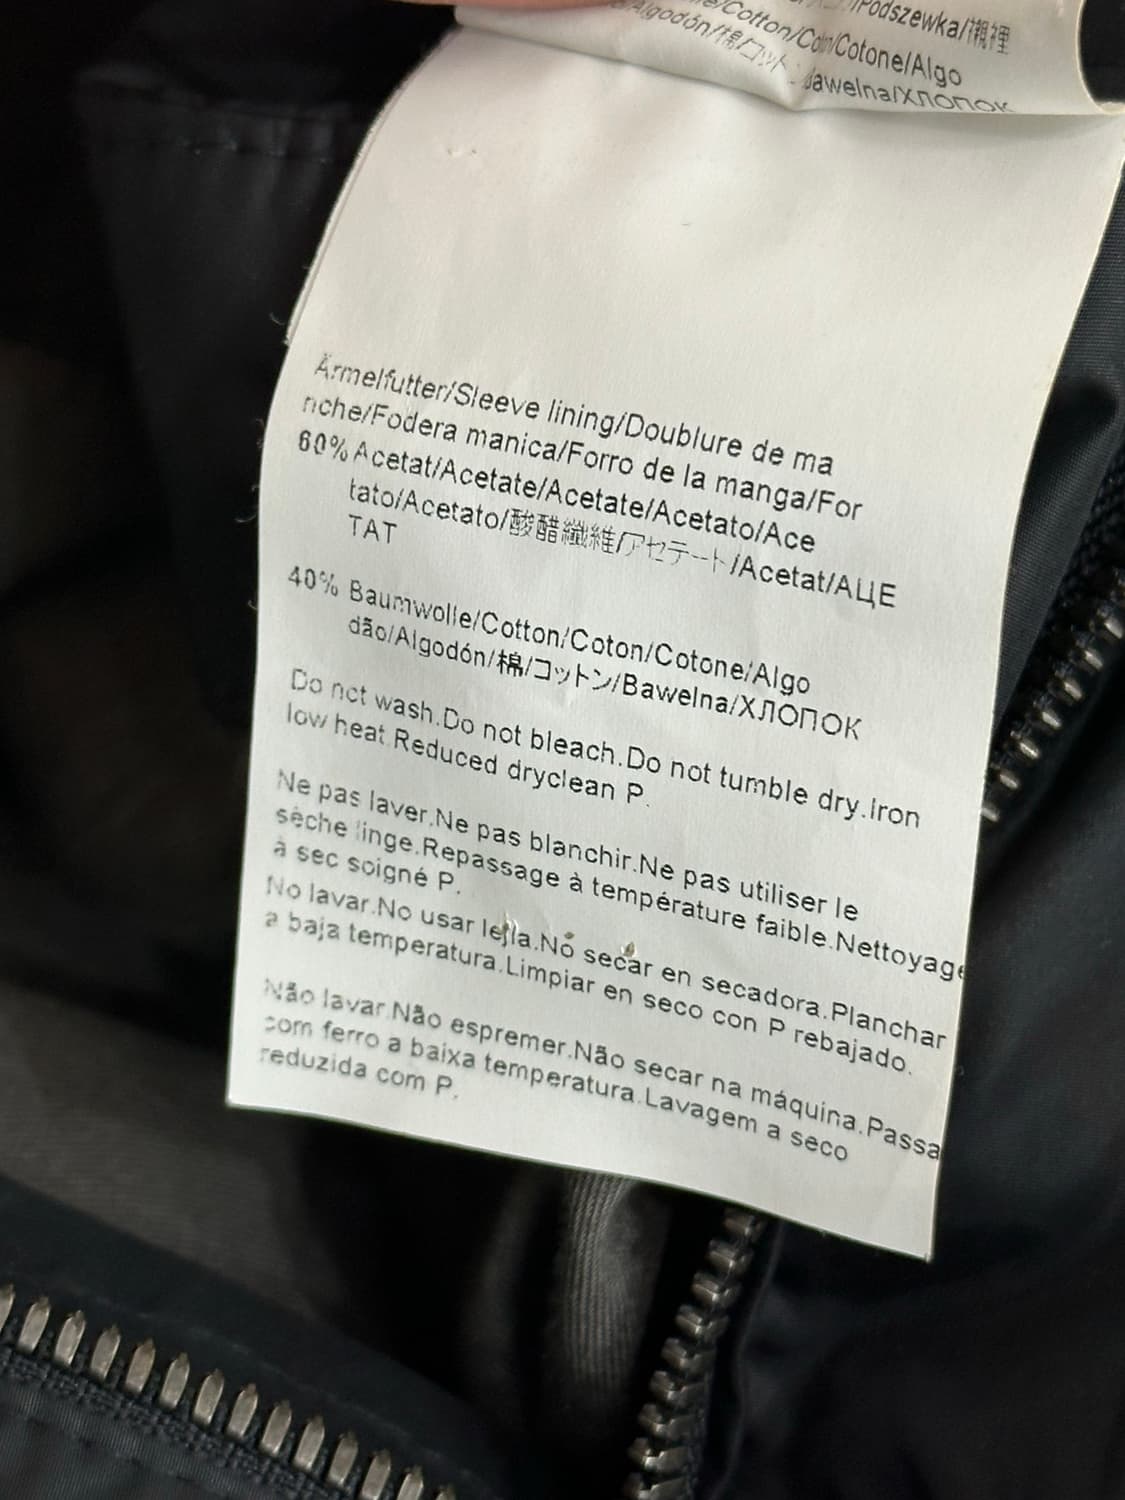 /Podszewka/襯裡
/Cotton/Coton/Cotone/Algo
/Algodón/棉/コットン/Bawelna/ХЛОПОК
Ärmelfutter/Sleeve lining/Doublure de ma
nche/Fodera manica/Forro de la manga/For
60% Acetat/Acetate/Acetate/Acetato/Ace
tato/Acetato/酸醋纖維/アセテート/Acetat/АЦЕ
ТАТ
40% Baumwolle/Cotton/Coton/Cotone/Algo
dão/Algodón/棉/コットン/Bawelna/ХЛОПОК
Do not wash.Do not bleach.Do not tumble dry.Iron
low heat.Reduced dryclean P.
Ne pas laver.Ne pas blanchir.Ne pas utiliser le
sèche linge.Repassage à température faible.Nettoyage
à sec soigné P.
No lavar.No usar lejla.No secar en secadora.Planchar
a baja temperatura.Limpiar en seco con P rebajado.
Não lavar.Não espremer.Não secar na máquina.Passa
com ferro a baixa temperatura.Lavagem a seco
reduzida com P.